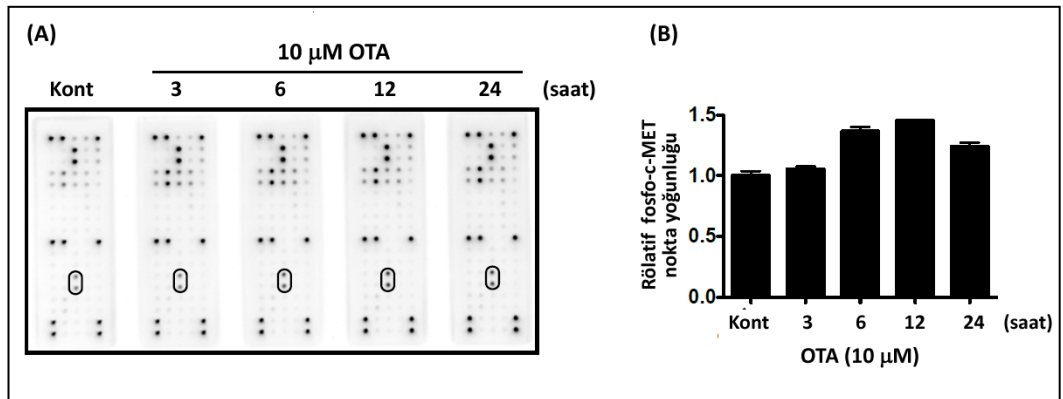 (A)
10 µM OTA
Kont 3 6 12 24 (saat)
(B)
Rölatif fosfo-c-MET
nokta yoğunluğu
1.5
1.0
0.5
0.0
Kont 3 6 12 24 (saat)
OTA (10 µM)